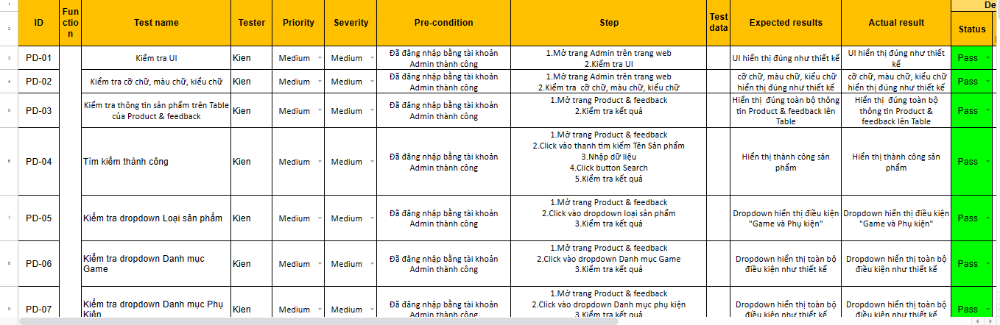 1
De
2
ID
Fun
ctio
n
Test name
Tester
Priority
Severity
Pre-condition
Step
Test
data
Expected results
Actual result
Status
3
PD-01
Kiểm tra UI
Kien
Medium
Medium
Đã đăng nhập bằng tài khoản
Admin thành công
1.Mở trang Admin trên trang web
2.Kiểm tra UI
UI hiển thị đúng như thiết kế
UI hiển thị đúng như thiết
kế
Pass
4
PD-02
Kiểm tra cỡ chữ, màu chữ, kiểu chữ
Kien
Medium
Medium
Đã đăng nhập bằng tài khoản
Admin thành công
1.Mở trang Admin trên trang web
2.Kiểm tra  cỡ chữ, màu chữ, kiểu chữ
cỡ chữ, màu chữ, kiểu chữ
hiển thị đúng như thiết kế
cỡ chữ, màu chữ, kiểu chữ
hiển thị đúng như thiết kế
Pass
5
PD-03
Kiểm tra thông tin sản phẩm trên Table
của Product & feedback
Kien
Medium
Medium
Đã đăng nhập bằng tài khoản
Admin thành công
1.Mở trang Product & feedback
2.Kiểm tra kết quả
Hiển thị  đúng toàn bộ thông
tin Product & feedback lên
Table
Hiển thị  đúng toàn bộ
thông tin Product &
feedback lên Table
Pass
6
PD-04
Tìm kiếm thành công
Kien
Medium
Medium
Đã đăng nhập bằng tài khoản
Admin thành công
1.Mở trang Product & feedback
2.Click vào thanh tìm kiếm Tên Sản phẩm
3.Nhập dữ liệu
4.Click button Search
5.Kiểm tra kết quả
Hiển thị thành công sản
phẩm
Hiển thị thành công sản
phẩm
Pass
7
PD-05
Kiểm tra dropdown Loại sản phẩm
Kien
Medium
Medium
Đã đăng nhập bằng tài khoản
Admin thành công
1.Mở trang Product & feedback
2.Click vào dropdown loại sản phẩm
3.Kiểm tra kết quả
Dropdown hiển thị điều kiện
"Game và Phụ kiện"
Dropdown hiển thị điều kiện
"Game và Phụ kiện"
Pass
8
PD-06
Kiểm tra dropdown Danh mục
Game
Kien
Medium
Medium
Đã đăng nhập bằng tài khoản
Admin thành công
1.Mở trang Product & feedback
2.Click vào dropdown Danh mục Game
3.Kiểm tra kết quả
Dropdown hiển thị toàn bộ
điều kiện như thiết kế
Dropdown hiển thị toàn bộ
điều kiện như thiết kế
Pass
9
PD-07
Kiểm tra dropdown Danh mục Phụ
Kiện
Kien
Medium
Medium
Đã đăng nhập bằng tài khoản
Admin thành công
1.Mở trang Product & feedback
2.Click vào dropdown Danh mục phụ kiện
3.Kiểm tra kết quả
Dropdown hiển thị toàn bộ
điều kiện như thiết kế
Dropdown hiển thị toàn bộ
điều kiện như thiết kế
Pass